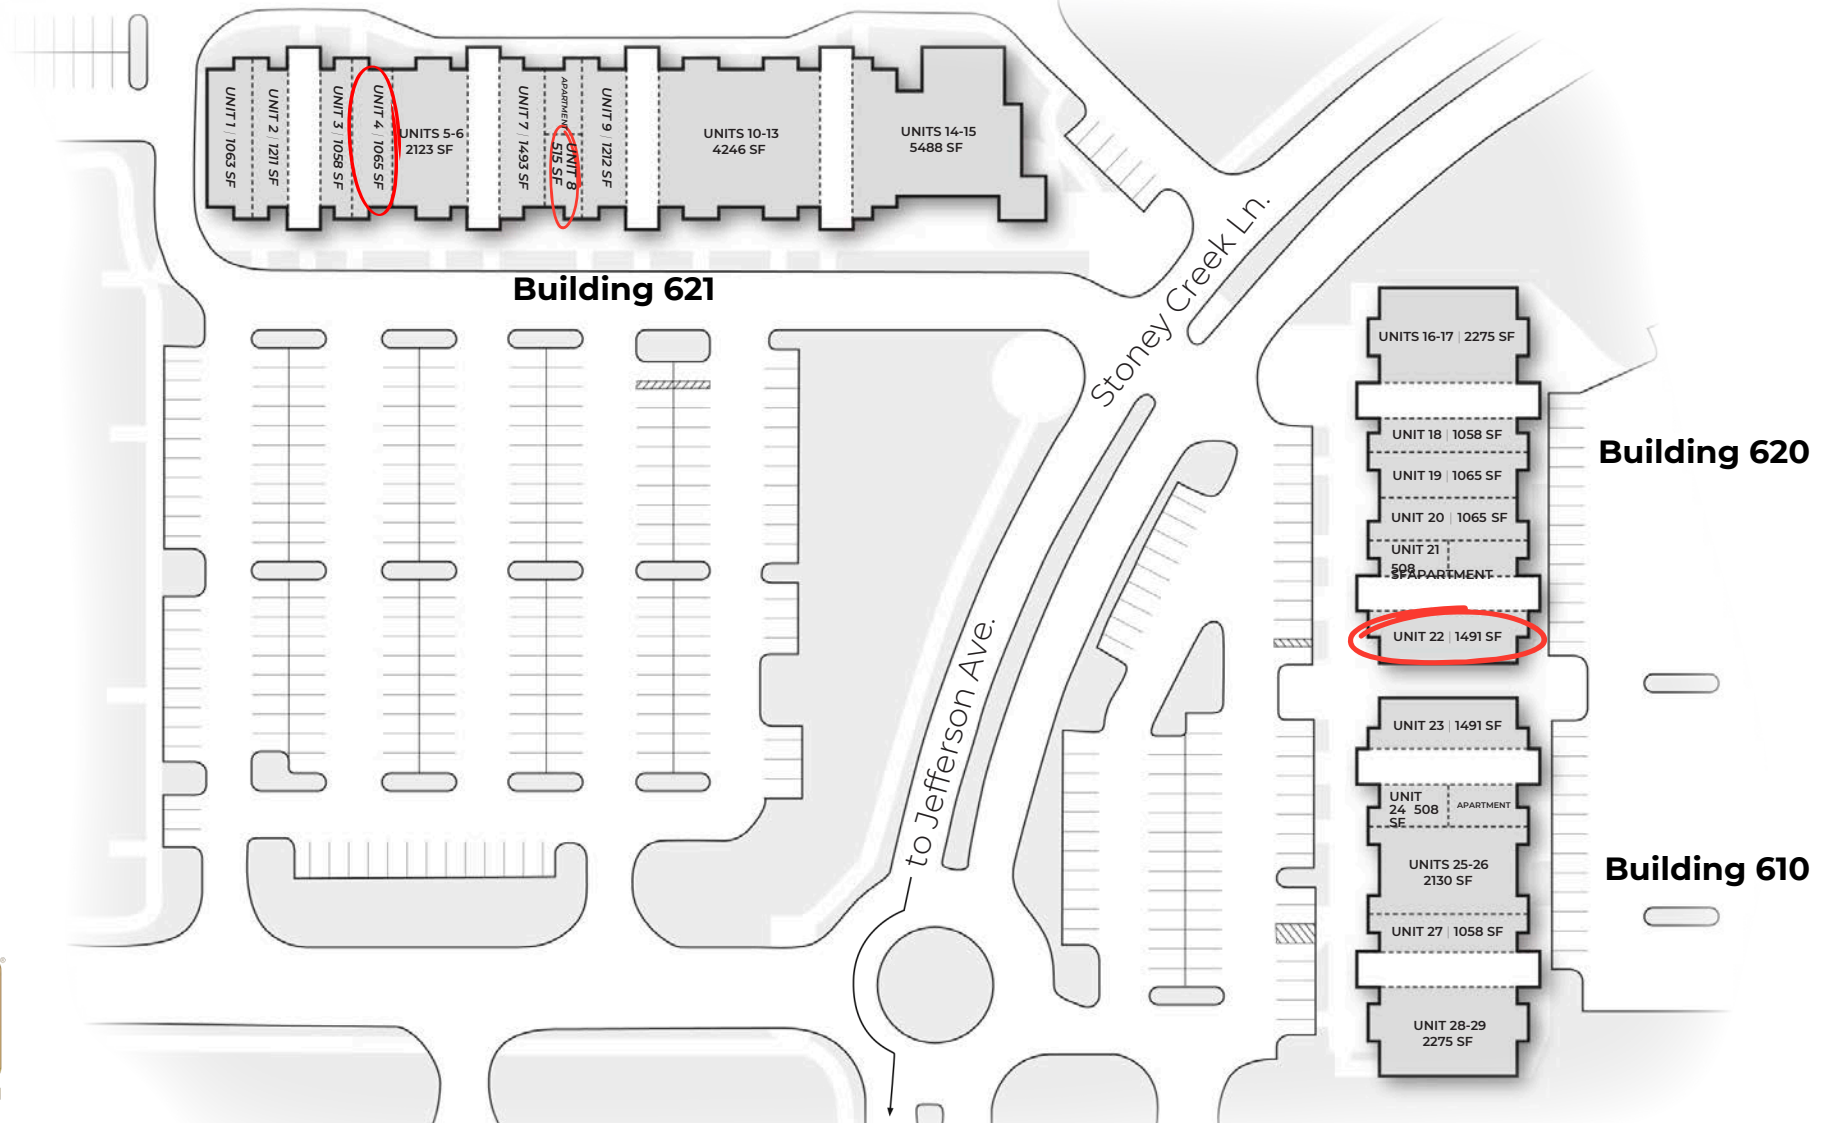 UNIT 1 | 1063 SF
UNIT 2 | 1211 SF
UNIT 3 | 1058 SF
UNIT 4 | 1065 SF
UNITS 5-6
2123 SF
UNIT 7 | 1493 SF
APARTMENT
UNIT 8
515 SF
UNIT 9 | 1212 SF
UNITS 10-13
4246 SF
UNITS 14-15
5488 SF
Building 621
Stoney Creek Ln.
UNITS 16-17 | 2275 SF
UNIT 18 | 1058 SF
UNIT 19 | 1065 SF
UNIT 20 | 1065 SF
UNIT 21
508
SF
APARTMENT
UNIT 22 | 1491 SF
Building 620
to Jefferson Ave.
UNIT 23 | 1491 SF
UNIT
24 508
SF
APARTMENT
UNITS 25-26
2130 SF
UNIT 27 | 1058 SF
UNIT 28-29
2275 SF
Building 610
®